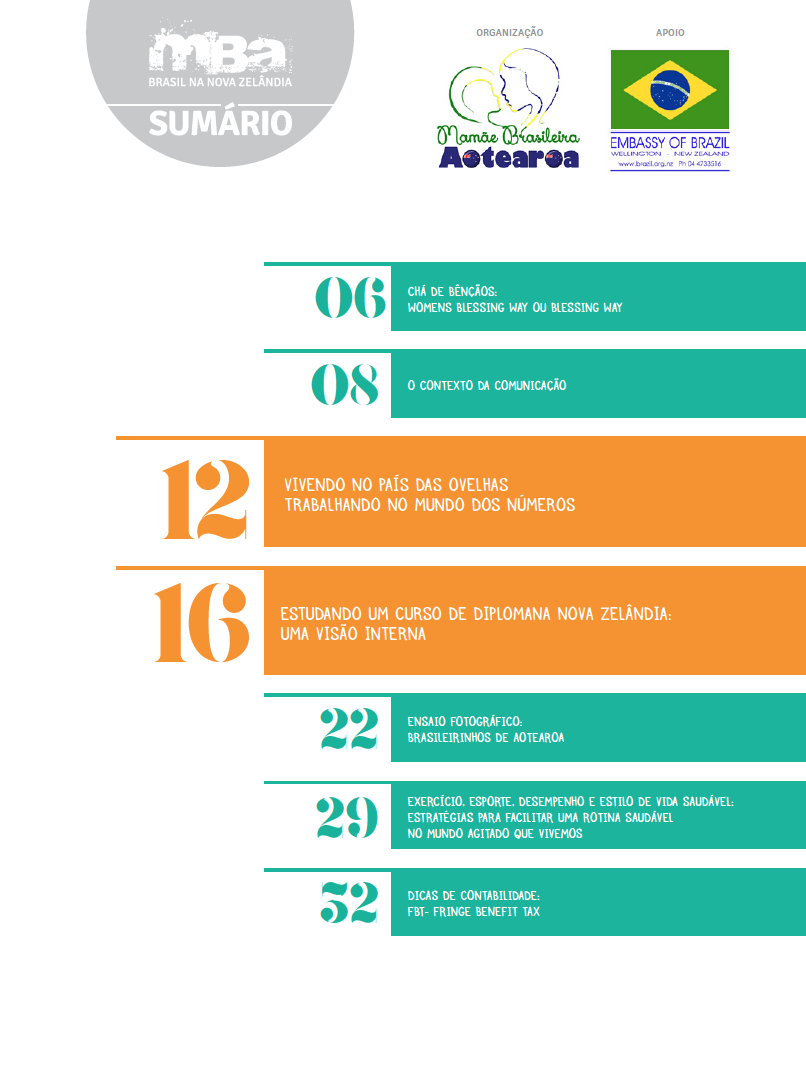 MBA
BRASIL NA NOVA ZELÂNDIA
SUMÁRIO
ORGANIZAÇÃO
Mamãe Brasileira
Aotearoa
APOIO
EMBASSY OF BRAZIL
WELLINGTON - NEW ZEALAND
www.brazil.org.nz Ph 04 4733516
06
CHÁ DE BÊNÇÃOS:
WOMENS BLESSING WAY OU BLESSING WAY
08
O CONTEXTO DA COMUNICAÇÃO
12
VIVENDO NO PAÍS DAS OVELHAS
TRABALHANDO NO MUNDO DOS NÚMEROS
16
ESTUDANDO UM CURSO DE DIPLOMANA NOVA ZELÂNDIA:
UMA VISÃO INTERNA
22
ENSAIO FOTOGRÁFICO:
BRASILEIRINHOS DE AOTEAROA
29
EXERCÍCIO, ESPORTE, DESEMPENHO E ESTILO DE VIDA SAUDÁVEL:
ESTRATÉGIAS PARA FACILITAR UMA ROTINA SAUDÁVEL
NO MUNDO AGITADO QUE VIVEMOS
32
DICAS DE CONTABILIDADE:
FBT- FRINGE BENEFIT TAX